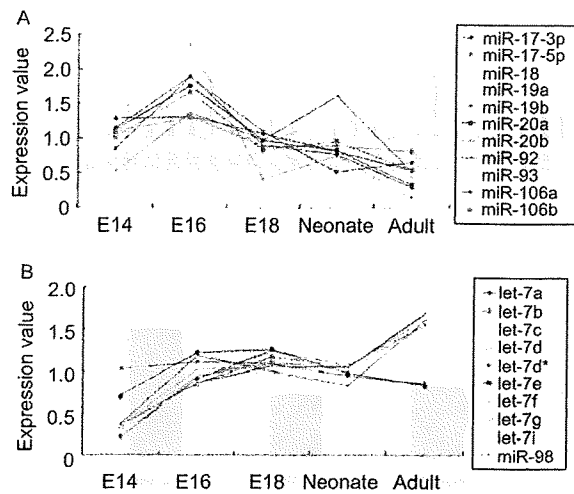 A
Expression value
2.5
2.0
1.5
1.0
0.5
0
E14 E16 E18 Neonate Adult
miR-17-3p
miR-17-5p
miR-18
miR-19a
miR-19b
miR-20a
miR-20b
miR-92
miR-93
miR-106a
miR-106b
B
Expression value
2.0
1.5
1.0
0.5
0
E14 E16 E18 Neonate Adult
let-7a
let-7b
let-7c
let-7d
let-7d*
let-7e
let-7f
let-7g
let-7i
miR-98